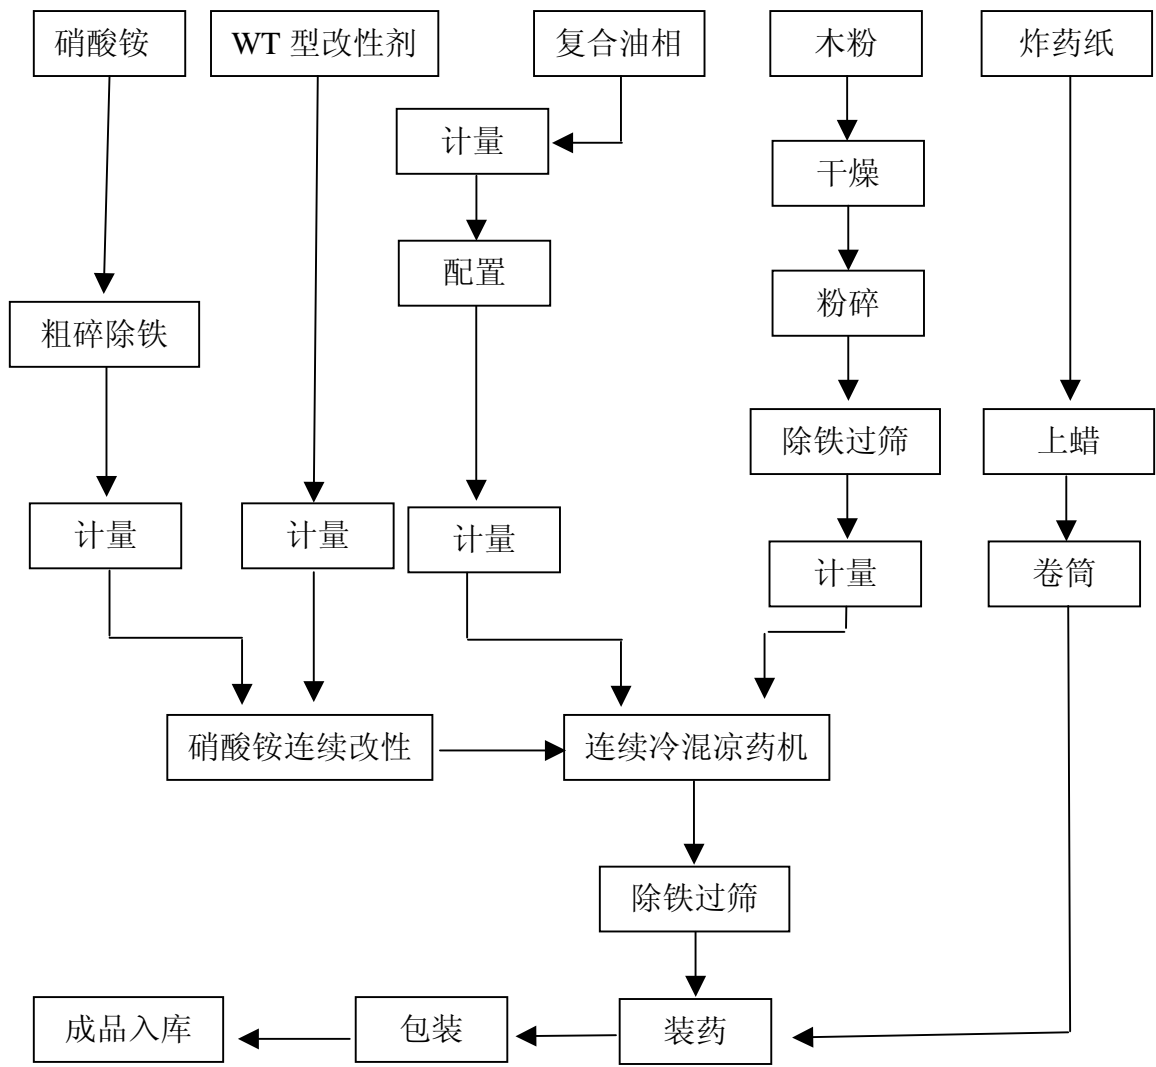 硝酸铵
WT 型改性剂
复合油相
木粉
炸药纸
计量
干燥
配置
粉碎
粗碎除铁
除铁过筛
上蜡
计量
计量
计量
计量
卷筒
硝酸铵连续改性
连续冷混凉药机
除铁过筛
成品入库
包装
装药